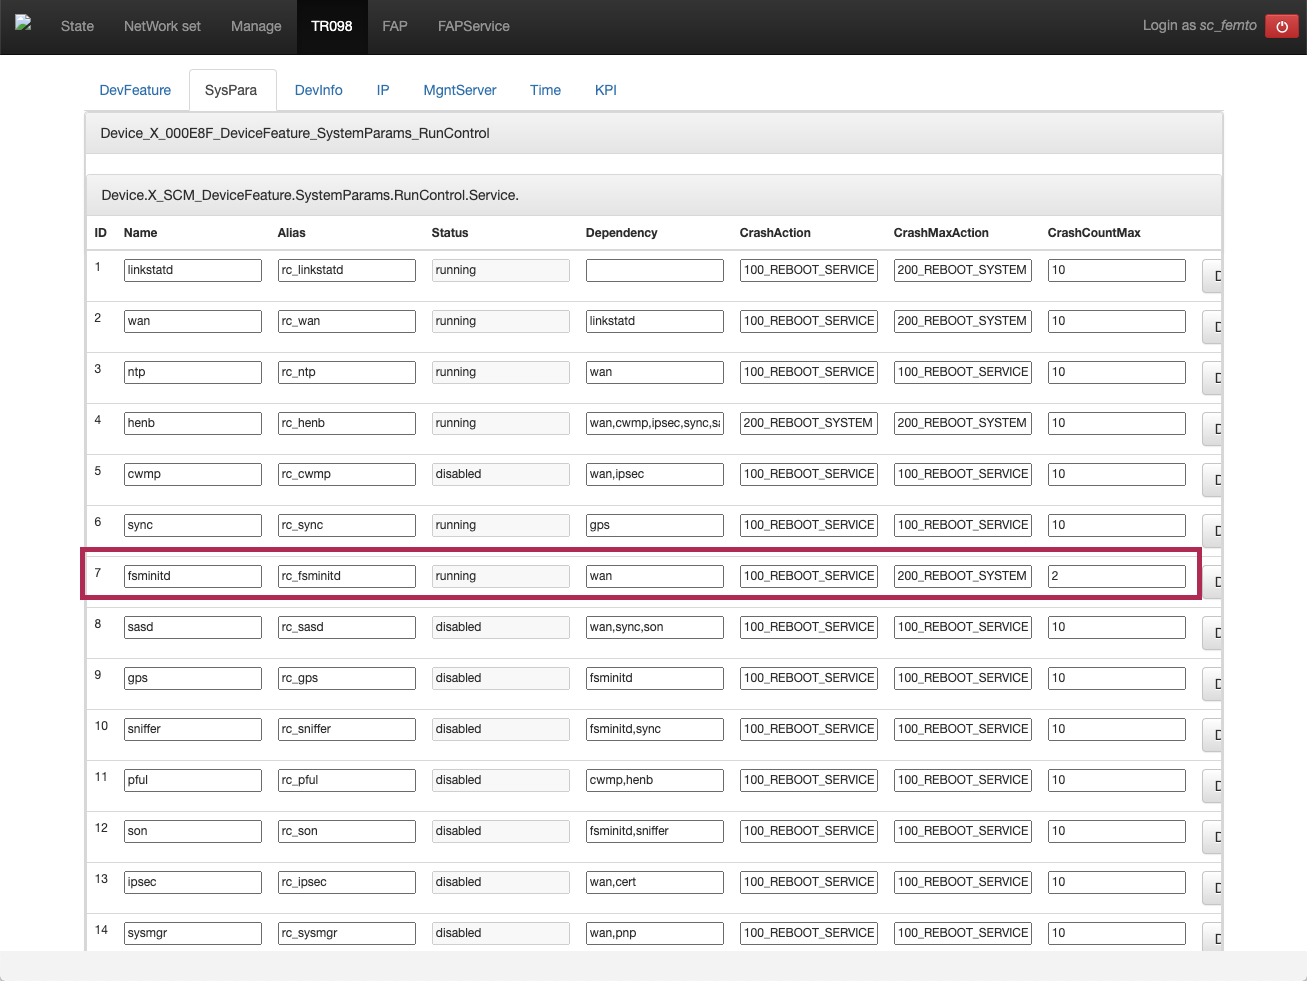 State NetWork set Manage TR098 FAP FAPService Login as sc_femto
DevFeature SysPara DevInfo IP MgntServer Time KPI
Device_X_000E8F_DeviceFeature_SystemParams_RunControl
Device.X_SCM_DeviceFeature.SystemParams.RunControl.Service.
ID Name Alias Status Dependency CrashAction CrashMaxAction CrashCountMax
1 linkstatd rc_linkstatd running 100_REBOOT_SERVICE 200_REBOOT_SYSTEM 10
2 wan rc_wan running linkstatd 100_REBOOT_SERVICE 200_REBOOT_SYSTEM 10
3 ntp rc_ntp running wan 100_REBOOT_SERVICE 100_REBOOT_SERVICE 10
4 henb rc_henb running wan,cwmp,ipsec,sync, 200_REBOOT_SYSTEM 200_REBOOT_SYSTEM 10
5 cwmp rc_cwmp disabled wan,ipsec 100_REBOOT_SERVICE 100_REBOOT_SERVICE 10
6 sync rc_sync running gps 100_REBOOT_SERVICE 100_REBOOT_SERVICE 10
7 fsminitd rc_fsminitd running wan 100_REBOOT_SERVICE 200_REBOOT_SYSTEM 2
8 sasd rc_sasd disabled wan,sync,son 100_REBOOT_SERVICE 100_REBOOT_SERVICE 10
9 gps rc_gps disabled fsminitd 100_REBOOT_SERVICE 100_REBOOT_SERVICE 10
10 sniffer rc_sniffer disabled fsminitd,sync 100_REBOOT_SERVICE 100_REBOOT_SERVICE 10
11 pful rc_pful disabled cwmp,henb 100_REBOOT_SERVICE 100_REBOOT_SERVICE 10
12 son rc_son disabled fsminitd,sniffer 100_REBOOT_SERVICE 100_REBOOT_SERVICE 10
13 ipsec rc_ipsec disabled wan,cert 100_REBOOT_SERVICE 100_REBOOT_SERVICE 10
14 sysmgr rc_sysmgr disabled wan,pnp 100_REBOOT_SERVICE 100_REBOOT_SERVICE 10